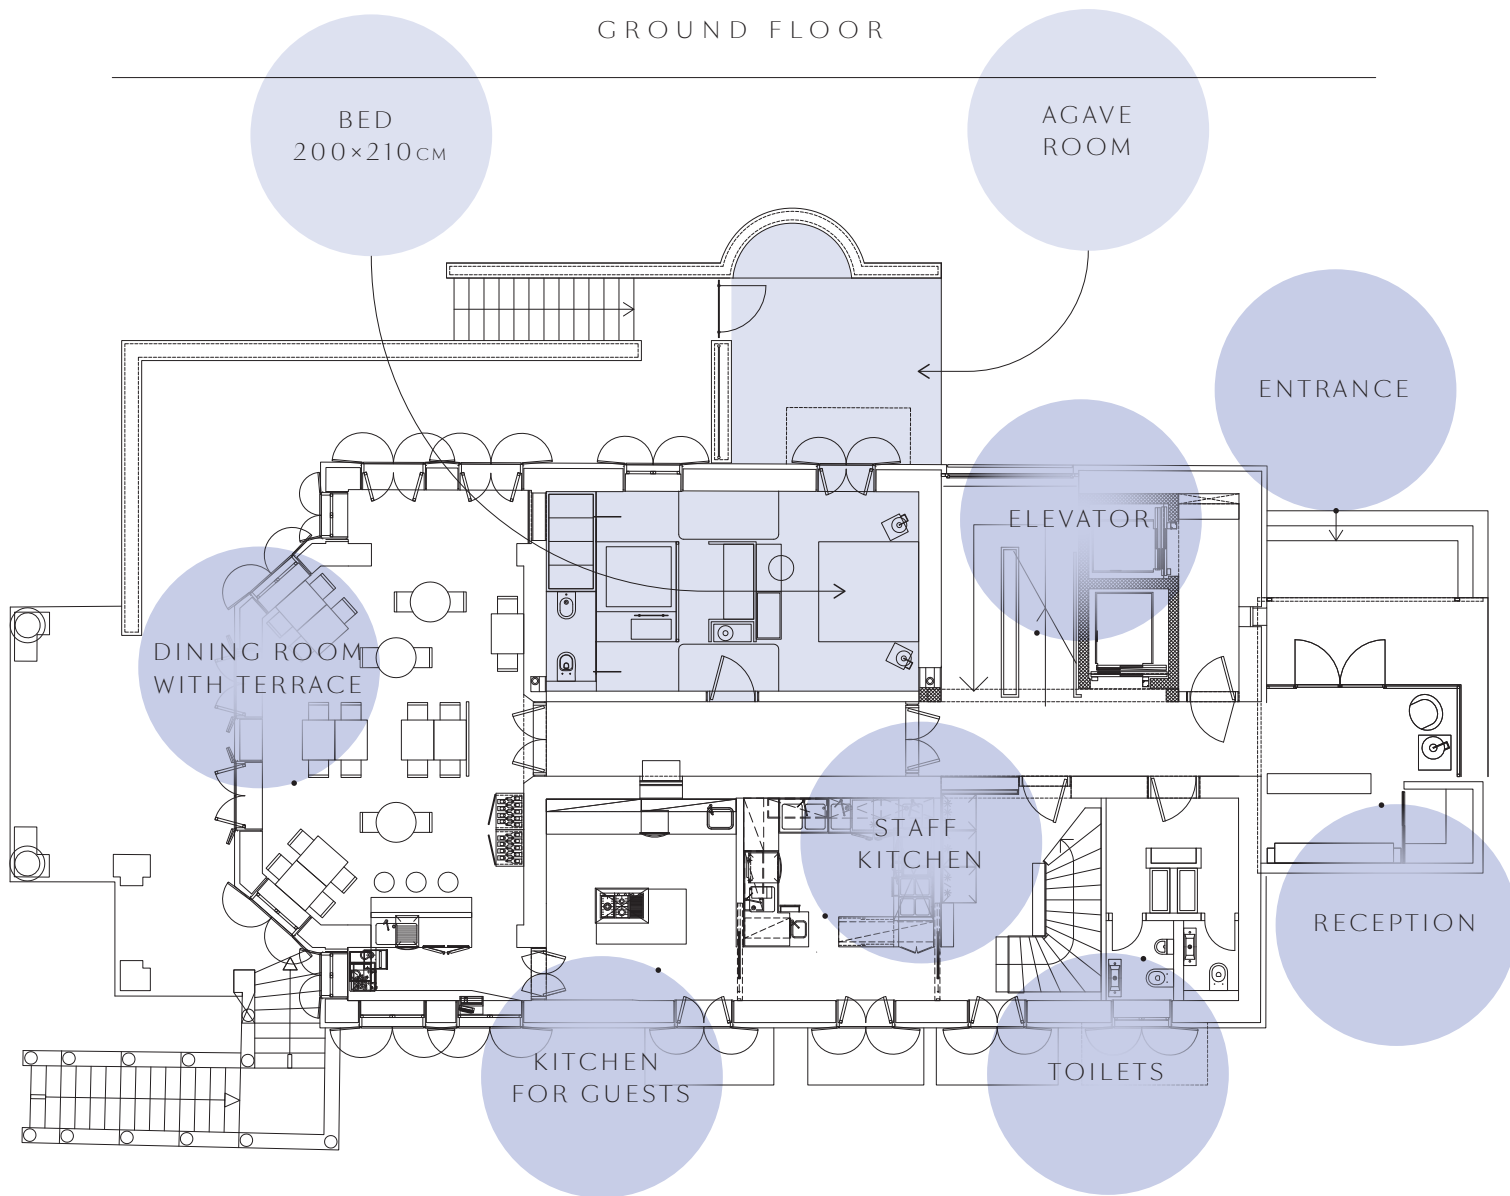 GROUND FLOOR
BED
200×210CM
AGAVE
ROOM
ENTRANCE
ELEVATOR
DINING ROOM
WITH TERRACE
STAFF
KITCHEN
RECEPTION
KITCHEN
FOR GUESTS
TOILETS